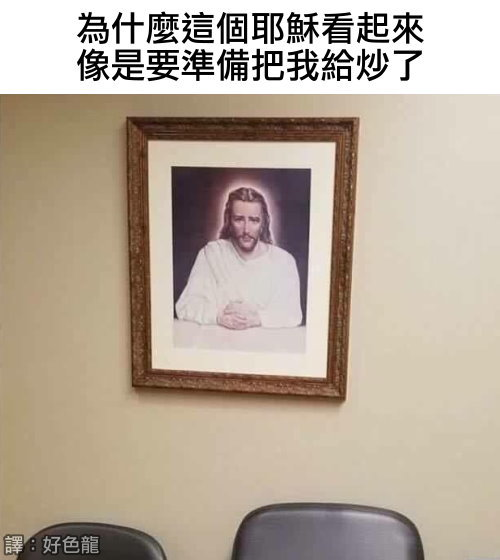 為什麼這個耶穌看起來
像是要準備把我給炒了
譯：好色龍